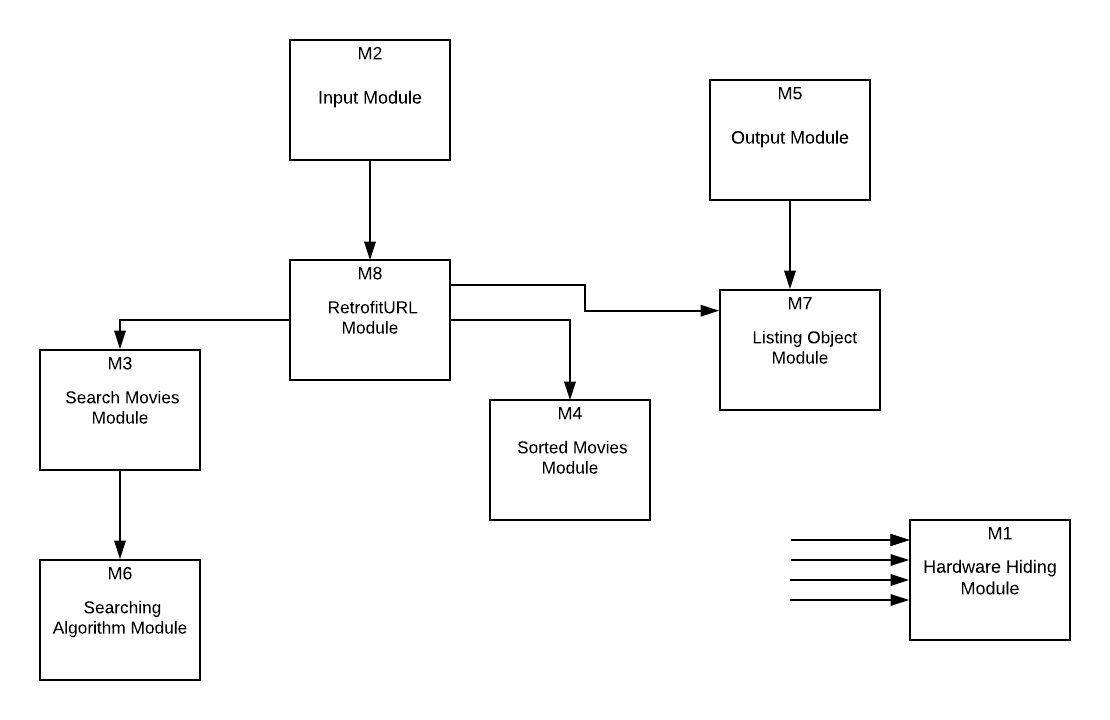 M2
Input Module
M5
Output Module
M8
RetrofitURL
Module
M7
Listing Object
Module
M3
Search Movies
Module
M4
Sorted Movies
Module
M1
Hardware Hiding
Module
M6
Searching
Algorithm Module